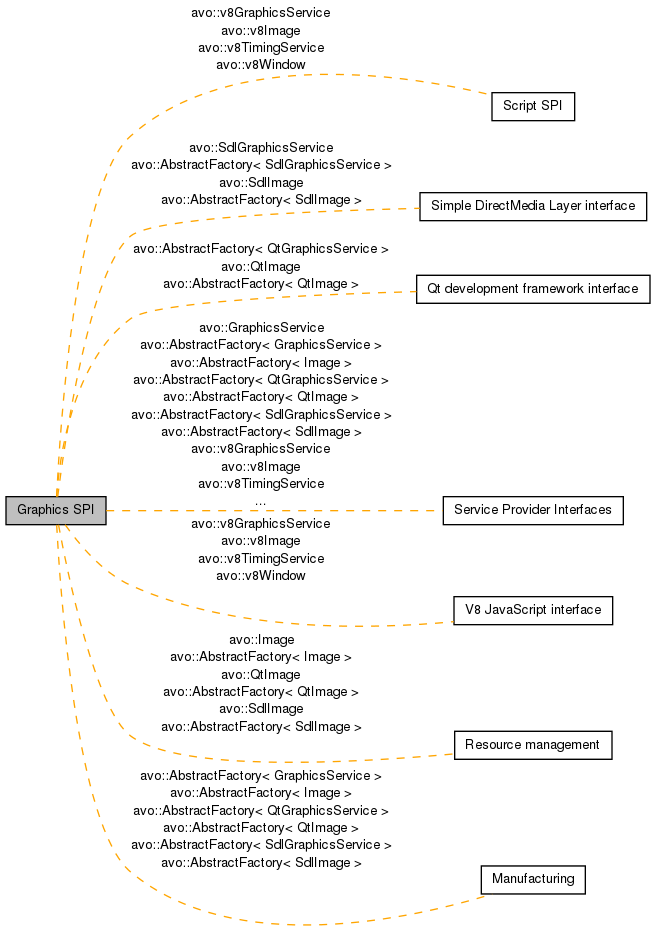 avo::v8GraphicsService
avo::v8Image
avo::v8TimingService
avo::v8Window
Script SPI
avo::SdlGraphicsService
avo::AbstractFactory< SdlGraphicsService >
avo::SdlImage
avo::AbstractFactory< SdlImage >
Simple DirectMedia Layer interface
avo::AbstractFactory< QtGraphicsService >
avo::QtImage
avo::AbstractFactory< QtImage >
Qt development framework interface
avo::GraphicsService
avo::AbstractFactory< GraphicsService >
avo::AbstractFactory< Image >
avo::AbstractFactory< QtGraphicsService >
avo::AbstractFactory< QtImage >
avo::AbstractFactory< SdlGraphicsService >
avo::AbstractFactory< SdlImage >
avo::v8GraphicsService
avo::v8Image
avo::v8TimingService
...
Graphics SPI
Service Provider Interfaces
avo::v8GraphicsService
avo::v8Image
avo::v8TimingService
avo::v8Window
V8 JavaScript interface
avo::Image
avo::AbstractFactory< Image >
avo::QtImage
avo::AbstractFactory< QtImage >
avo::SdlImage
avo::AbstractFactory< SdlImage >
Resource management
avo::AbstractFactory< GraphicsService >
avo::AbstractFactory< Image >
avo::AbstractFactory< QtGraphicsService >
avo::AbstractFactory< QtImage >
avo::AbstractFactory< SdlGraphicsService >
avo::AbstractFactory< SdlImage >
Manufacturing